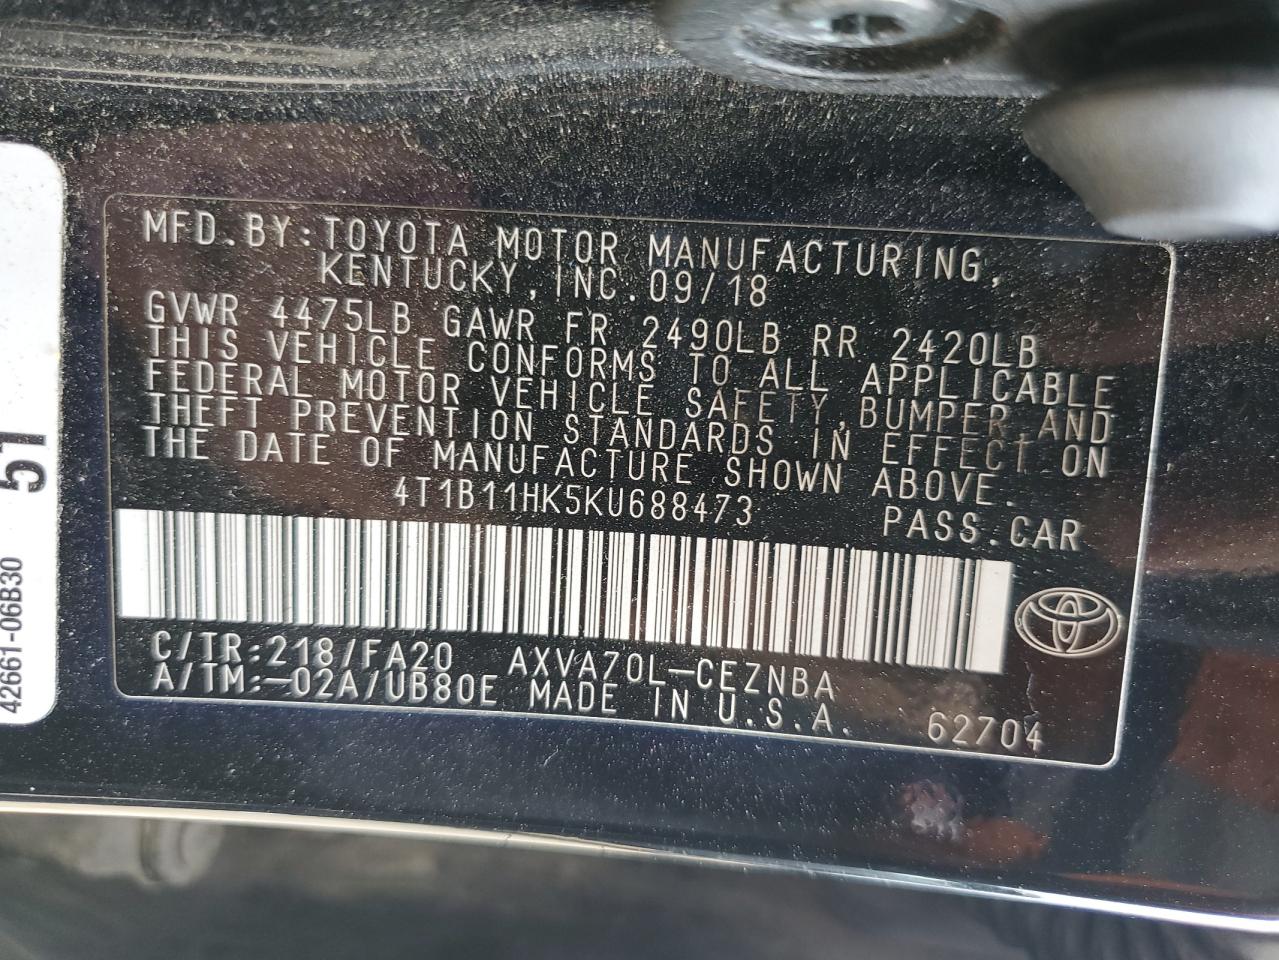 MFD. BY: TOYOTA MOTOR MANUFACTURING,
KENTUCKY, INC. 09/18
GVWR 4475LB GAWR FR 2490LB RR 2420LB
THIS VEHICLE CONFORMS TO ALL APPLICABLE
FEDERAL MOTOR VEHICLE SAFETY, BUMPER AND
THEFT PREVENTION STANDARDS IN EFFECT ON
THE DATE OF MANUFACTURE SHOWN ABOVE.
4T1B11HK5KU688473 PASS. CAR
C/TR: 218/FA20 AXVA70L-CEZNBA
A/TM: -02A/UB80E MADE IN U.S.A. 62704
42661-06B30 51